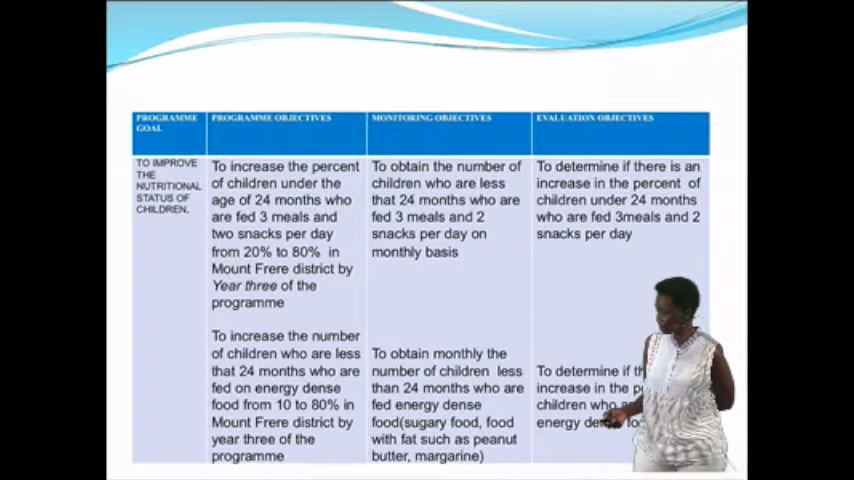 PROGRAMME
GOAL
PROGRAMME OBJECTIVES
MONITORING OBJECTIVES
EVALUATION OBJECTIVES
TO IMPROVE
THE
NUTRITIONAL
STATUS OF
CHILDREN.
To increase the percent
of children under the
age of 24 months who
are fed 3 meals and
two snacks per day
from 20% to 80% in
Mount Frere district by
Year three of the
programme
To increase the number
of children who are less
that 24 months who are
fed on energy dense
food from 10 to 80% in
Mount Frere district by
year three of the
programme
To obtain the number of
children who are less
that 24 months who are
fed 3 meals and 2
snacks per day on
monthly basis
To obtain monthly the
number of children less
than 24 months who are
fed energy dense
food(sugary food, food
with fat such as peanut
butter, margarine)
To determine if there is an
increase in the percent of
children under 24 months
who are fed 3meals and 2
snacks per day
To determine if
increase in the
children who
energy